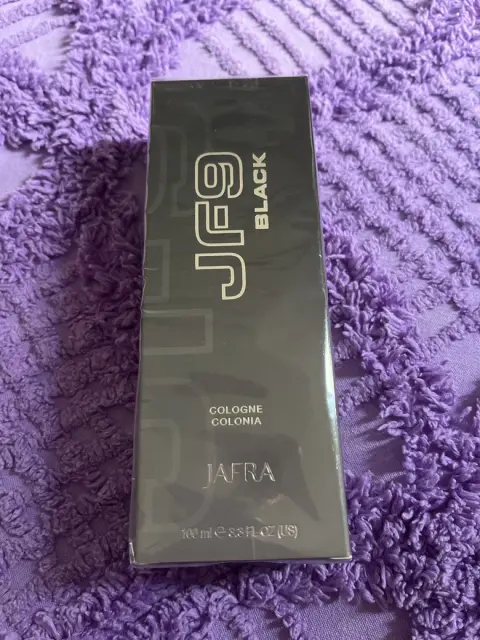 JF9
BLACK
COLOGNE
COLONIA
JAFRA
100 ml ℮ 3.3 FL OZ (US)